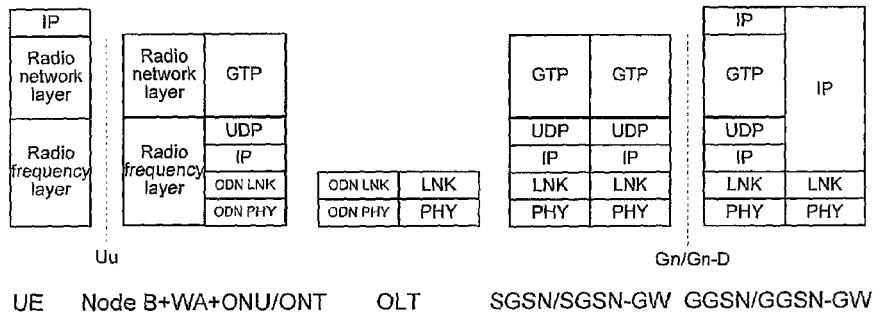 IP
Radio
network
layer
Radio
frequency
layer
Radio
network
layer
GTP
Radio
frequency
layer
UDP
IP
ODN LNK
ODN PHY
ODN LNK
LNK
ODN PHY
PHY
GTP
GTP
UDP
UDP
IP
IP
LNK
LNK
PHY
PHY
IP
GTP
IP
UDP
IP
LNK
LNK
PHY
PHY
Uu
Gn/Gn-D
UE
Node B+WA+ONU/ONT
OLT
SGSN/SGSN-GW
GGSN/GGSN-GW